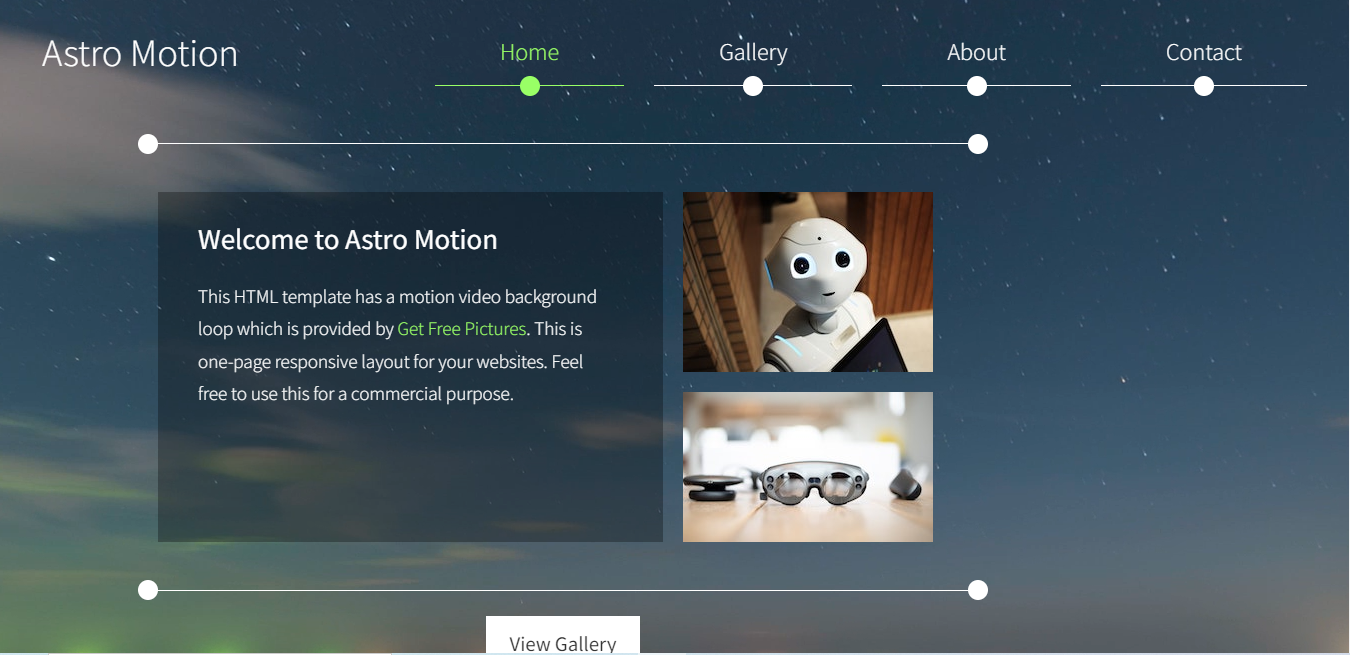 Astro Motion
Home
Gallery
About
Contact
Welcome to Astro Motion
This HTML template has a motion video background
loop which is provided by Get Free Pictures. This is
one-page responsive layout for your websites. Feel
free to use this for a commercial purpose.
View Gallery